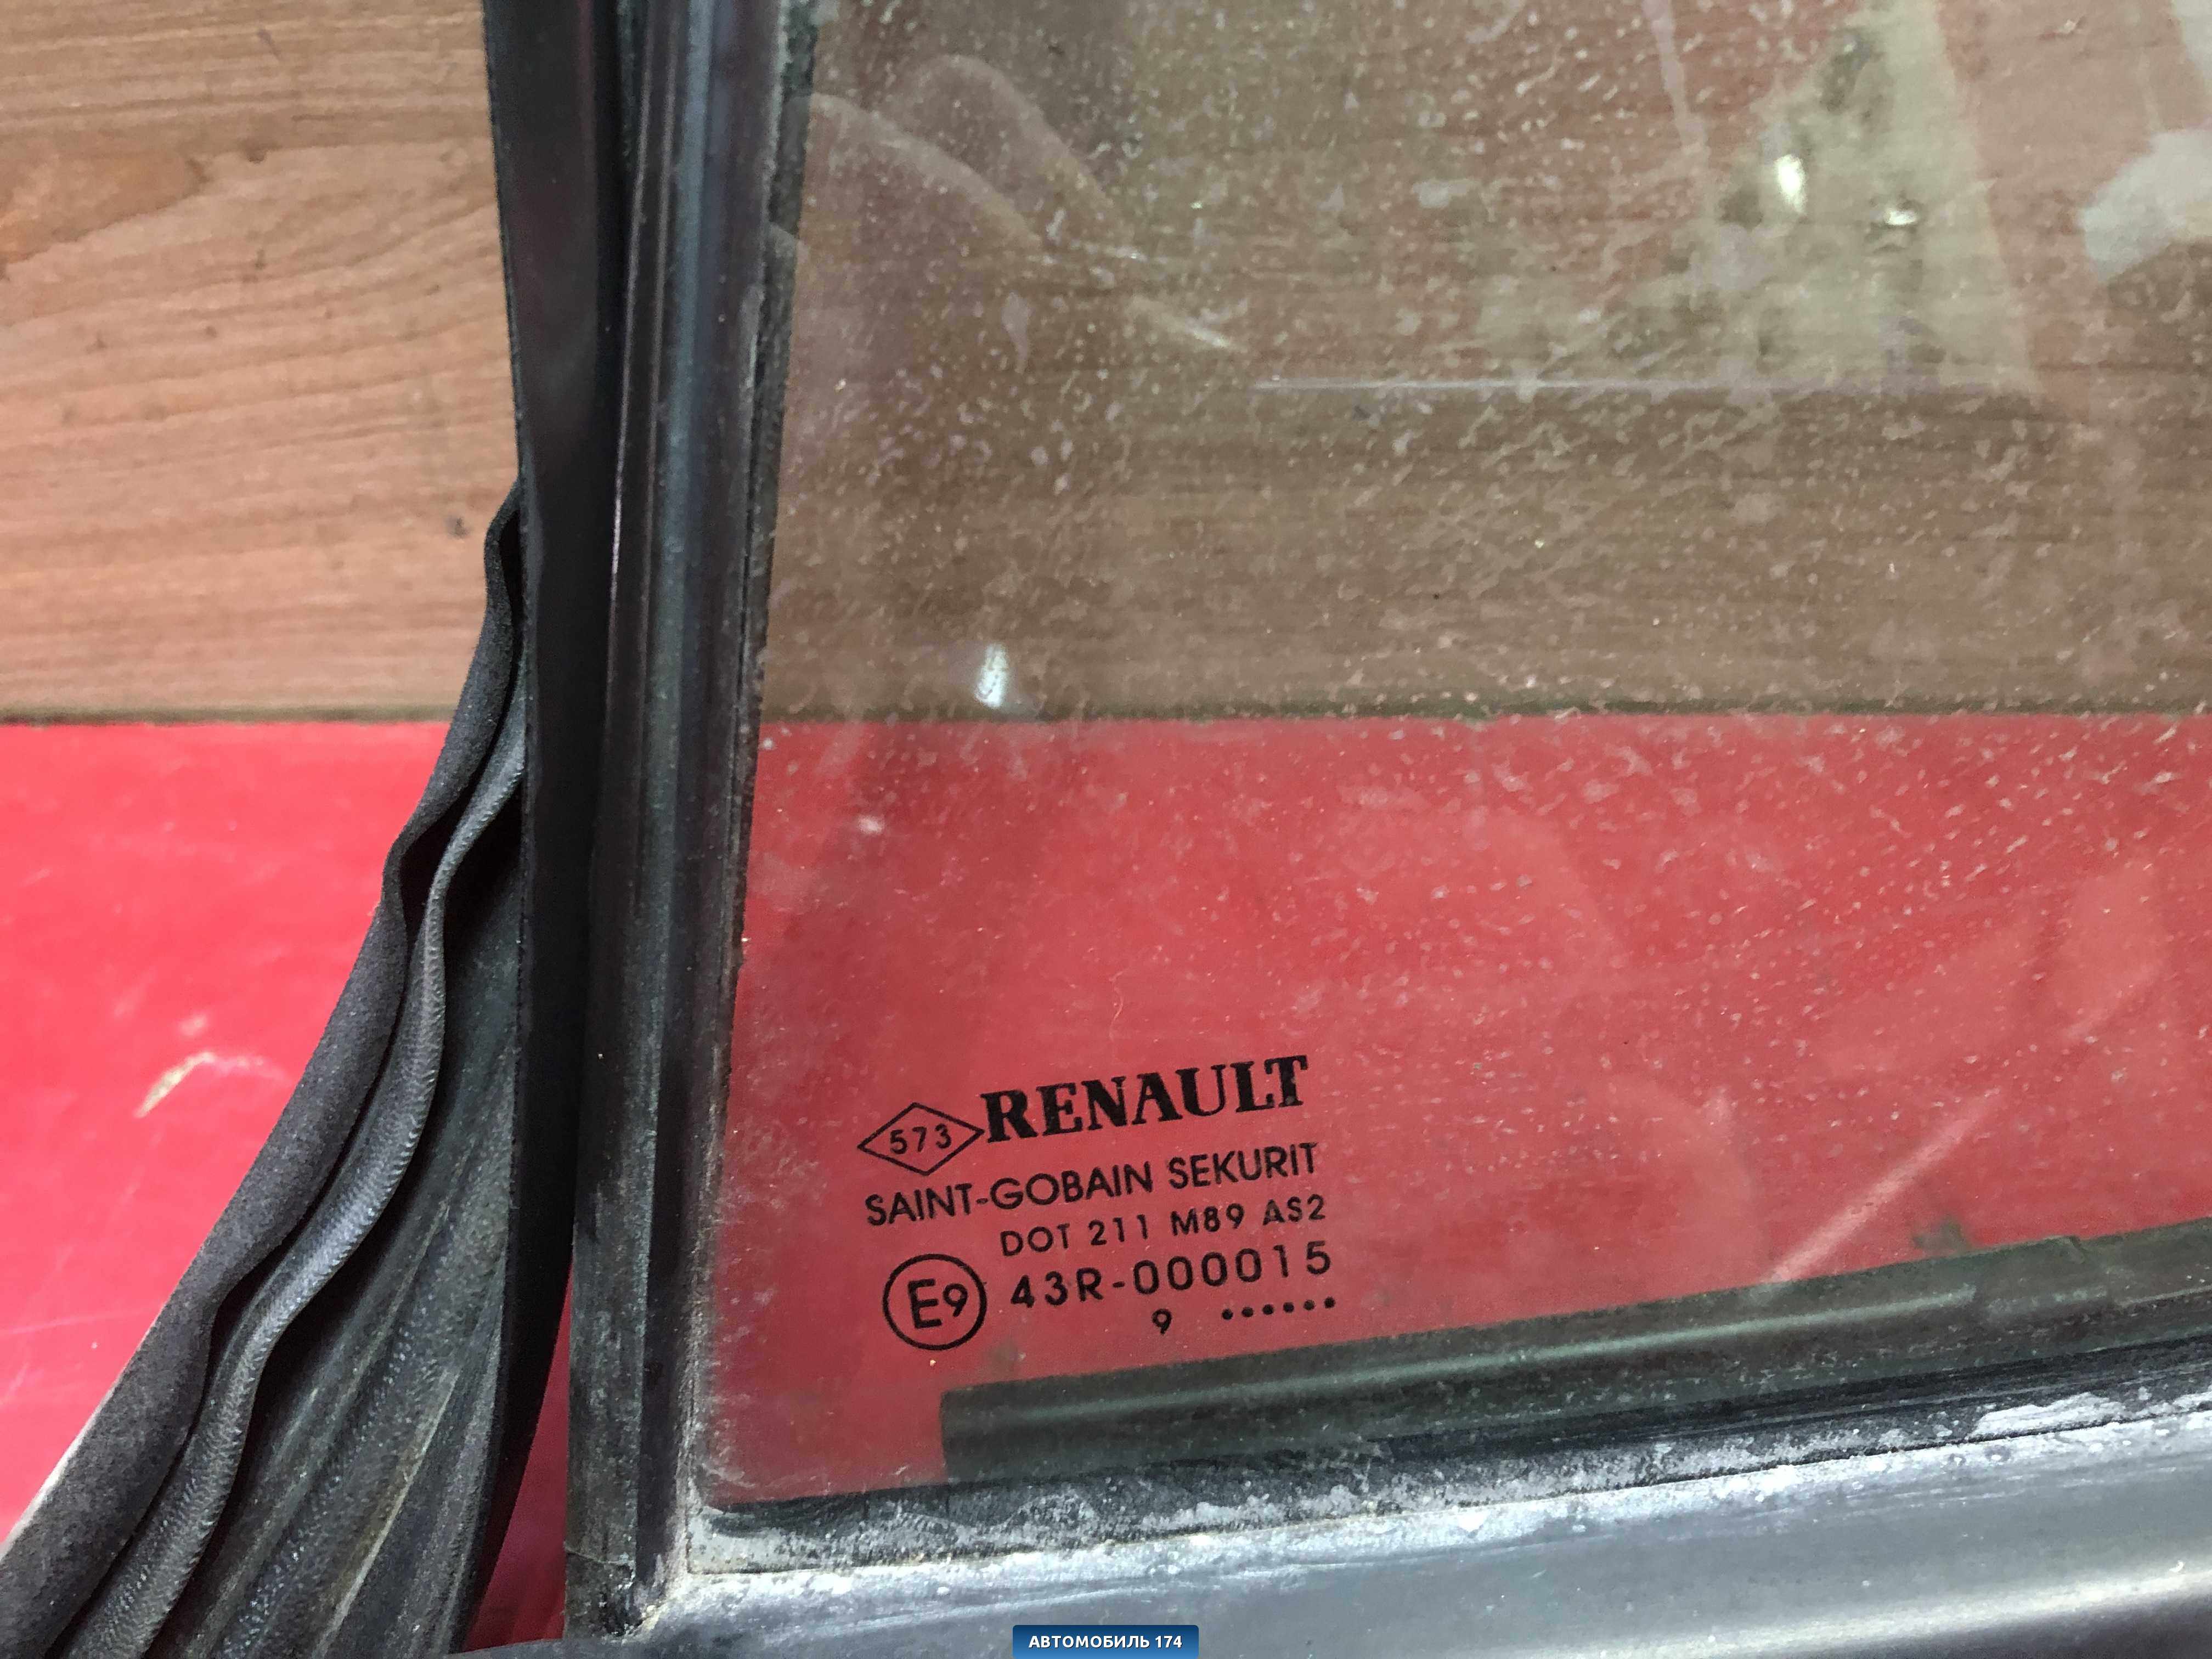 573 RENAULT
SAINT-GOBAIN SEKURIT
DOT 211 M89 AS2
E9 43R-000015
9 ......
АВТОМОБИЛЬ 174